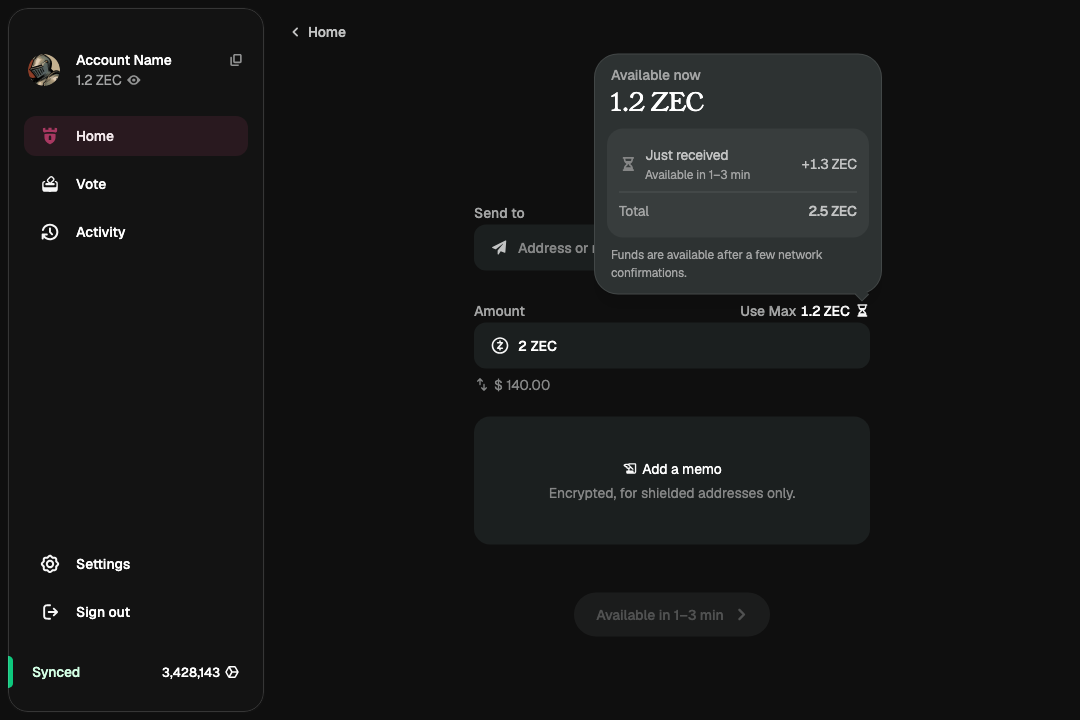 Account Name
1.2 ZEC
Home
Vote
Activity
Settings
Sign out
Synced
3,428,143
Home
Available now
1.2 ZEC
Just received
Available in 1–3 min
+1.3 ZEC
Total
2.5 ZEC
Funds are available after a few network
confirmations.
Send to
Address or
Amount
Use Max 1.2 ZEC
2 ZEC
$ 140.00
Add a memo
Encrypted, for shielded addresses only.
Available in 1–3 min